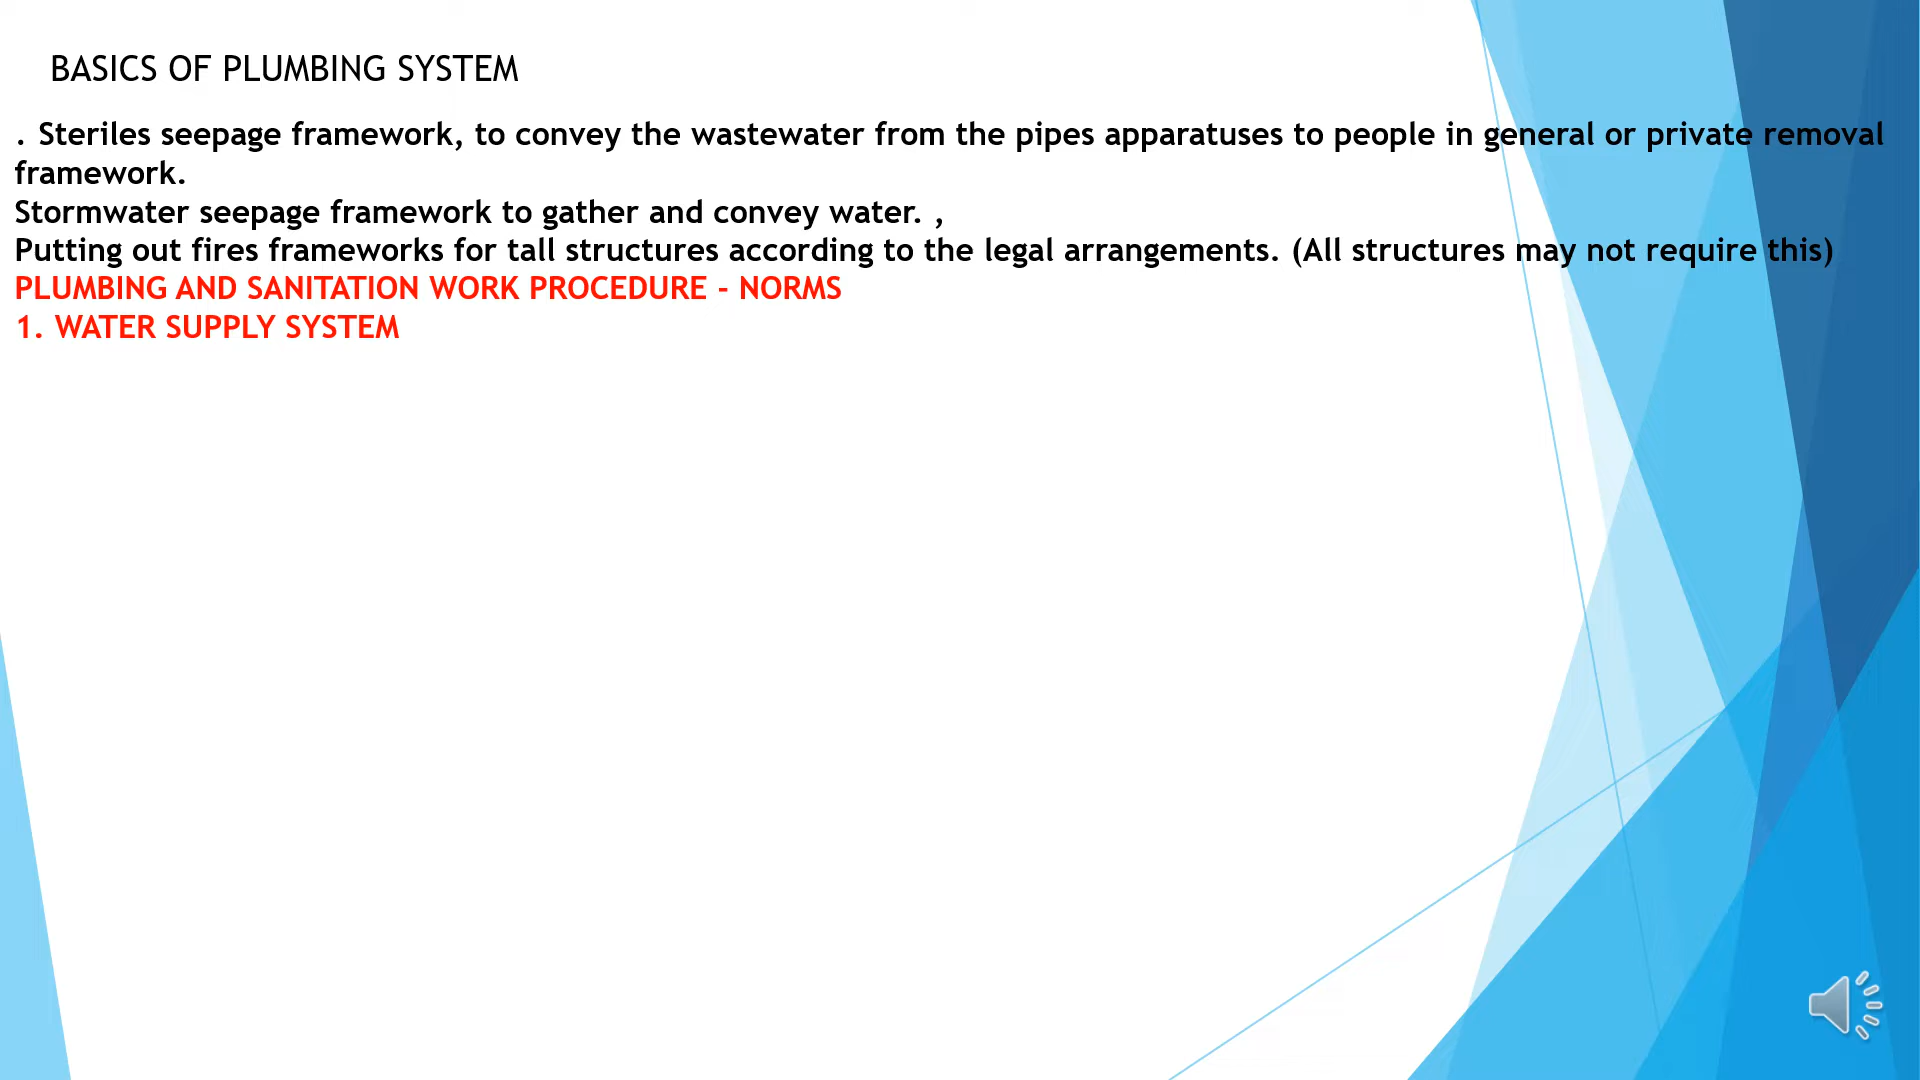 BASICS OF PLUMBING SYSTEM
. Steriles seepage framework, to convey the wastewater from the pipes apparatuses to people in general or private removal
framework.
Stormwater seepage framework to gather and convey water. ,
Putting out fires frameworks for tall structures according to the legal arrangements. (All structures may not require this)
PLUMBING AND SANITATION WORK PROCEDURE - NORMS
1. WATER SUPPLY SYSTEM